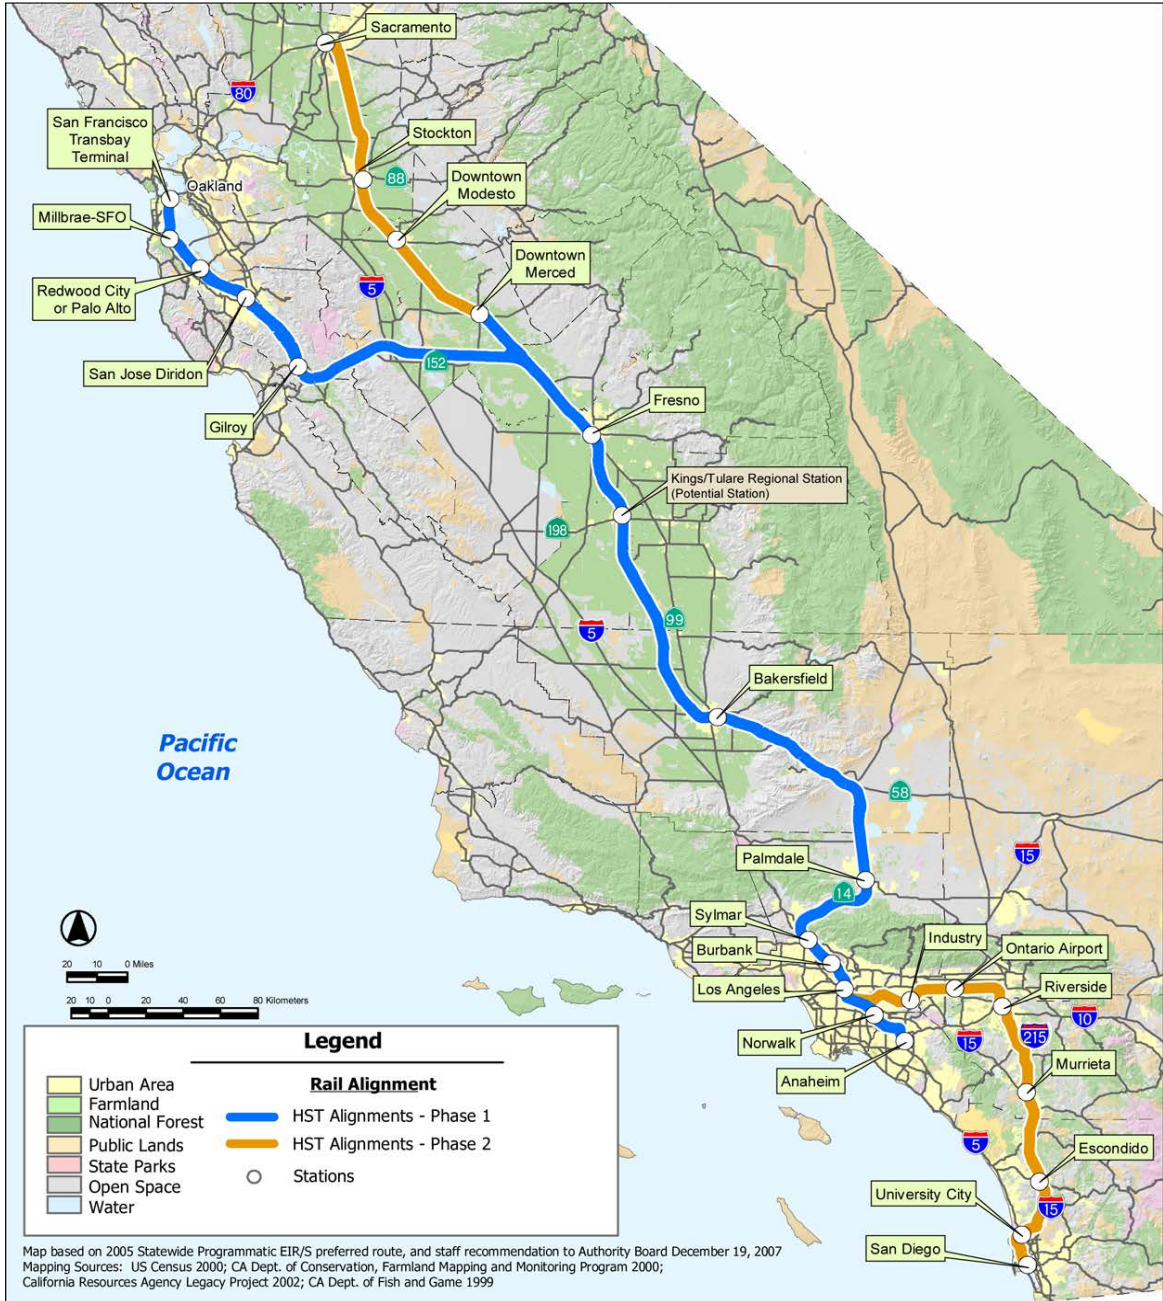 Sacramento
80
San Francisco
Transbay
Terminal
Stockton
Oakland
88
Downtown
Modesto
Millbrae-SFO
Downtown
Merced
5
Redwood City
or Palo Alto
152
San Jose Diridon
Fresno
Gilroy
Kings/Tulare Regional Station
(Potential Station)
198
99
5
Bakersfield
Pacific
Ocean
58
15
Palmdale
14
Sylmar
Industry
Ontario Airport
Burbank
Los Angeles
Riverside
10
Norwalk
15
215
Murrieta
Anaheim
5
Escondido
University City
15
San Diego
20 10 0 Miles
20 10 0 20 40 60 80 Kilometers
Legend
Urban Area
Farmland
National Forest
Public Lands
State Parks
Open Space
Water
Rail Alignment
HST Alignments - Phase 1
HST Alignments - Phase 2
Stations
Map based on 2005 Statewide Programmatic EIR/S preferred route, and staff recommendation to Authority Board December 19, 2007
Mapping Sources: US Census 2000; CA Dept. of Conservation, Farmland Mapping and Monitoring Program 2000;
California Resources Agency Legacy Project 2002; CA Dept. of Fish and Game 1999